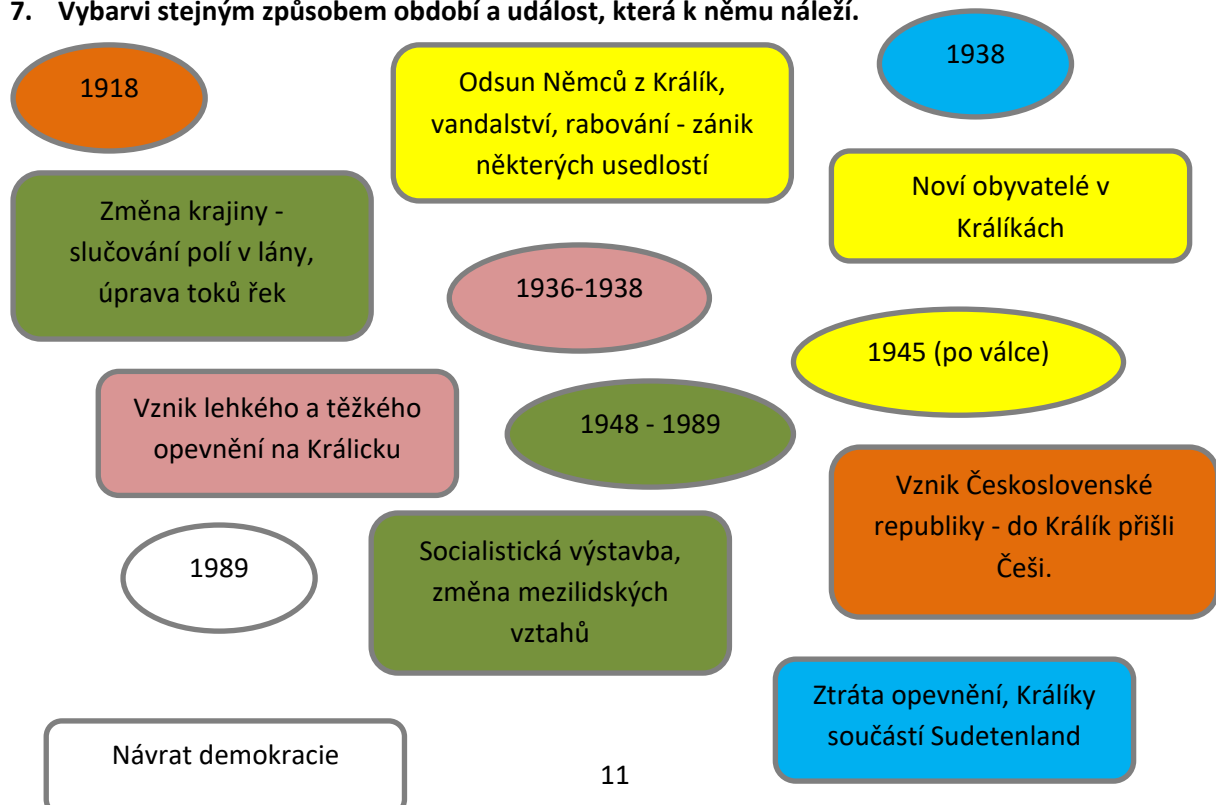 7. Vybarvi stejným způsobem období a událost, která k němu náleží.
1918
Odsun Němců z Králík,
vandalství, rabování - zánik
některých usedlostí
1938
Změna krajiny -
slučování polí v lány,
úprava toků řek
Noví obyvatelé v
Králíkách
1936-1938
1945 (po válce)
Vznik lehkého a těžkého
opevnění na Králicku
1948 - 1989
Vznik Československé
republiky - do Králík přišli
Češi.
1989
Socialistická výstavba,
změna mezilidských
vztahů
Ztráta opevnění, Králíky
součástí Sudetenland
Návrat demokracie
11